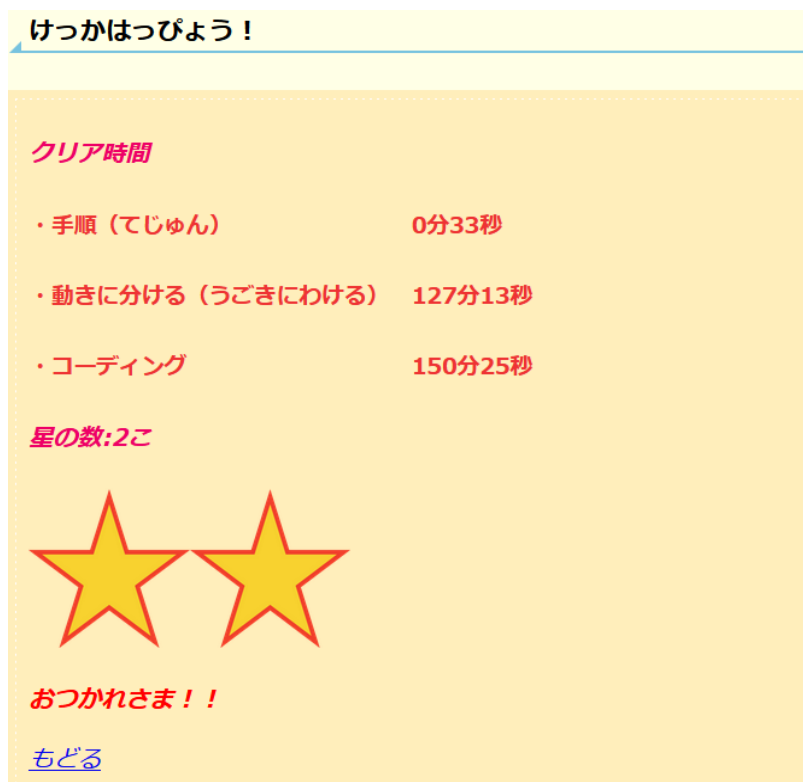 けっかはっぴょう！
クリア時間
・手順（てじゅん） 0分33秒
・動きに分ける（うごきにわける） 127分13秒
・コーディング 150分25秒
星の数:2こ
おつかれさま！！
もどる